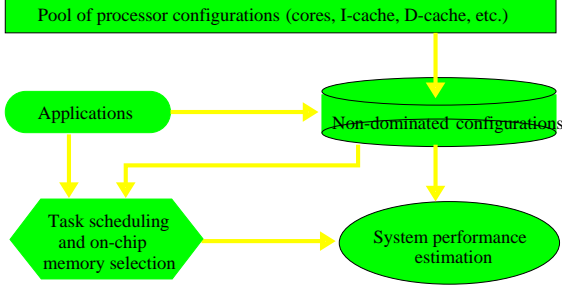 Pool of processor configurations (cores, I-cache, D-cache, etc.)
Applications
Non-dominated configurations
Task scheduling
and on-chip
memory selection
System performance
estimation